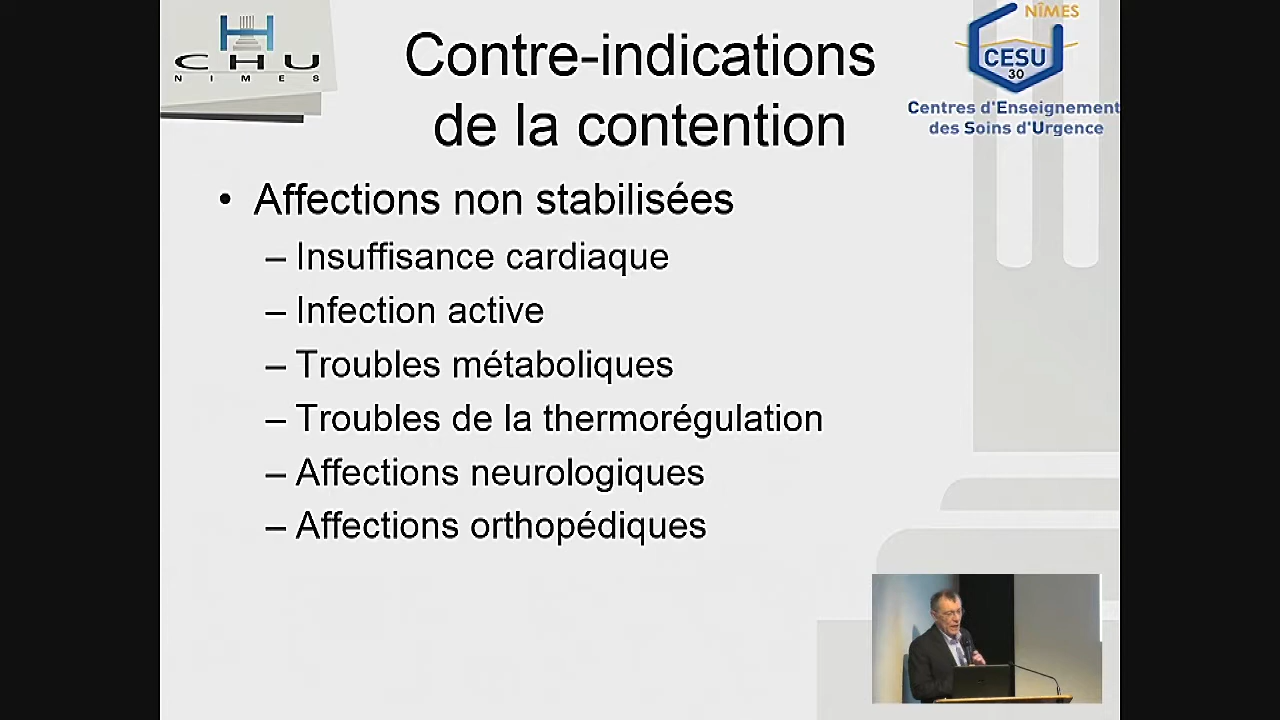 CHU
NIMES
Contre-indications
de la contention
NÎMES
CESU
30
Centres d'Enseignement
des Soins d'Urgence
• Affections non stabilisées
– Insuffisance cardiaque
– Infection active
– Troubles métaboliques
– Troubles de la thermorégulation
– Affections neurologiques
– Affections orthopédiques